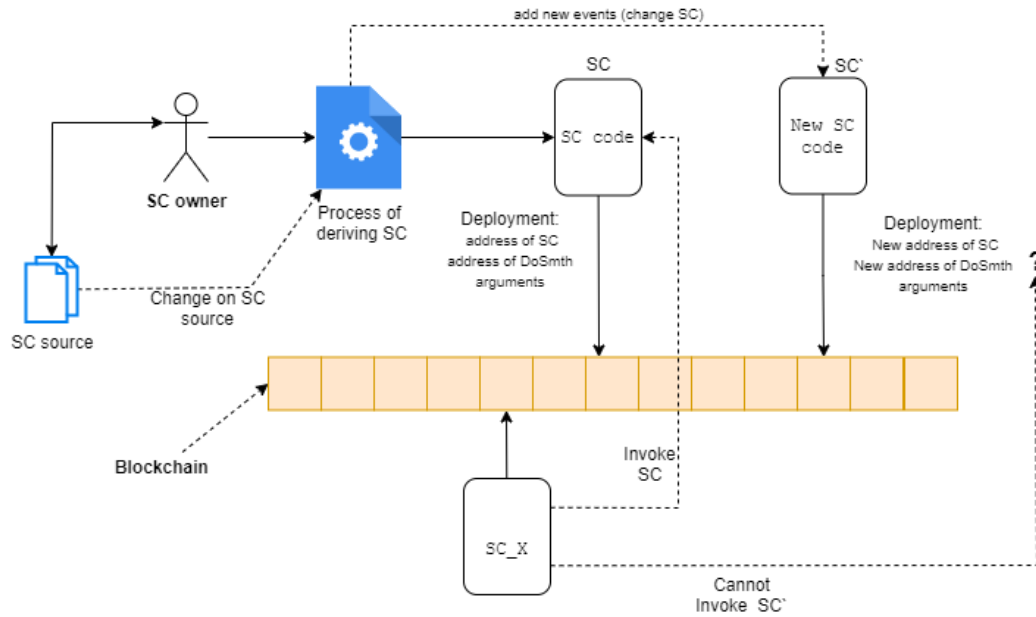 add new events (change SC)
SC
SC`
SC code
New SC
code
SC owner
Process of
deriving SC
Deployment:
address of SC
address of DoSmth
arguments
Deployment:
New address of SC
New address of DoSmth
arguments
?
Change on SC
source
SC source
Blockchain
Invoke
SC
SC_X
Cannot
Invoke SC`